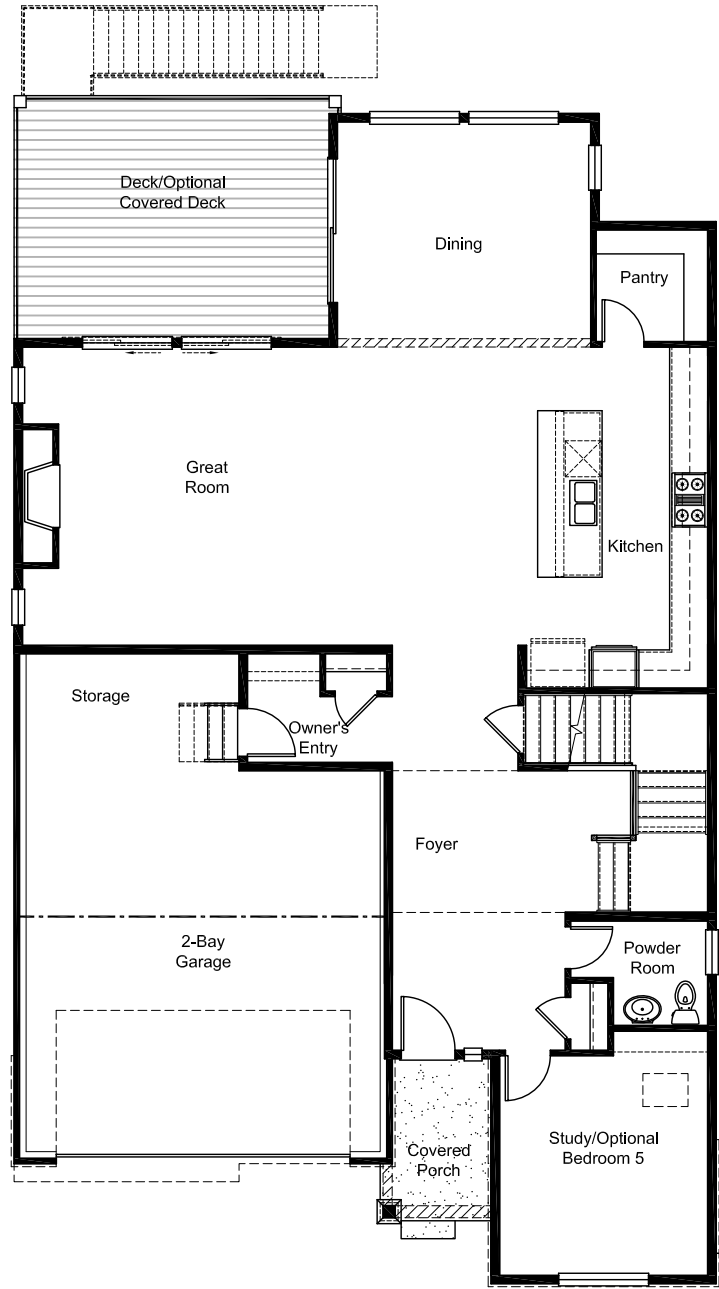 Deck/Optional
Covered Deck
Dining
Pantry
Great
Room
Kitchen
Storage
Owner's
Entry
Foyer
2-Bay
Garage
Powder
Room
Covered
Porch
Study/Optional
Bedroom 5